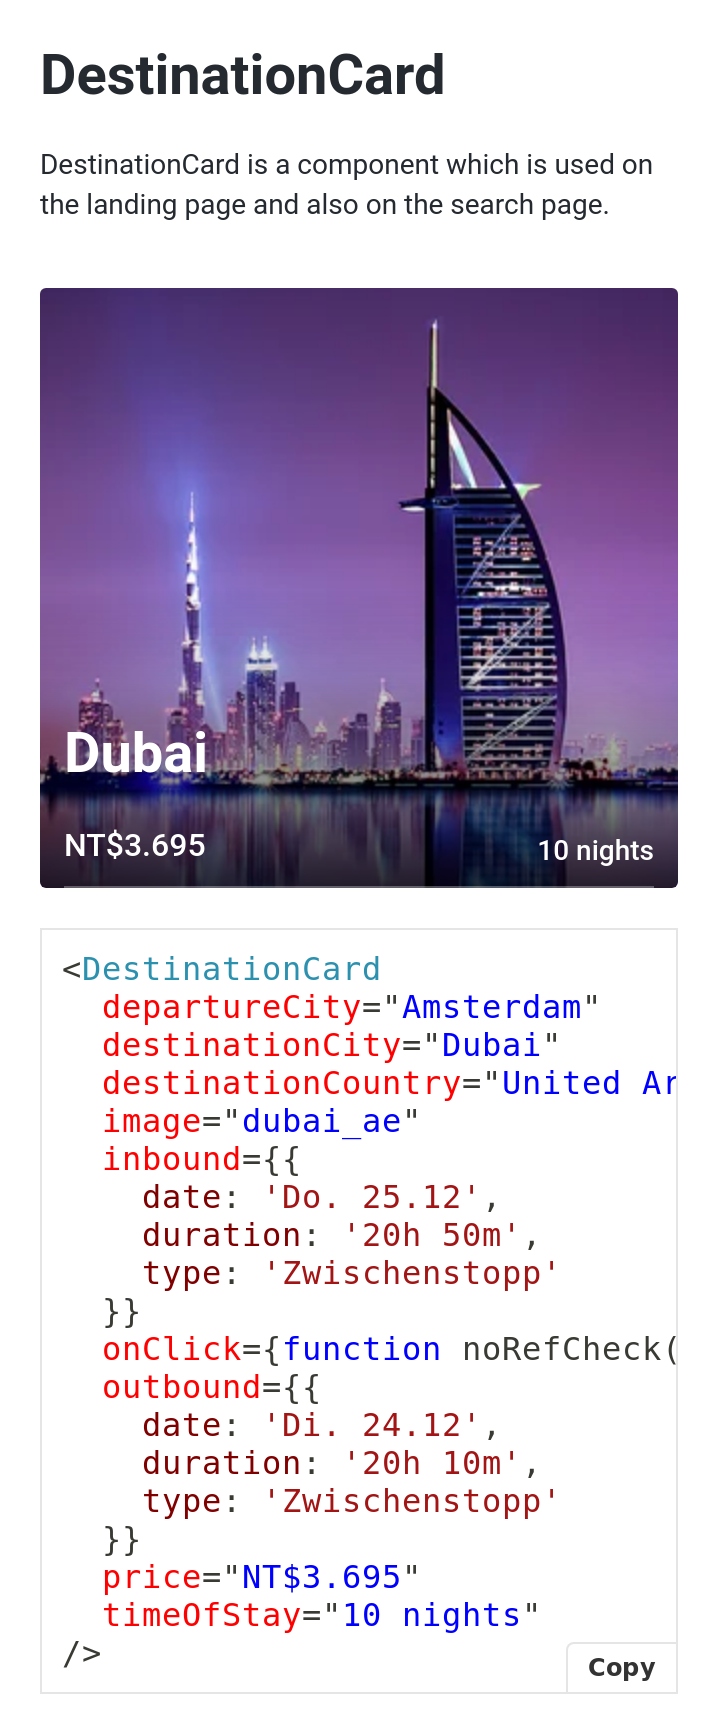 DestinationCard
DestinationCard is a component which is used on
the landing page and also on the search page.
Dubai
NT$3.695
10 nights
<DestinationCard
departureCity="Amsterdam"
destinationCity="Dubai"
destinationCountry="United Ar
image="dubai_ae"
inbound={{
date: 'Do. 25.12',
duration: '20h 50m',
type: 'Zwischenstopp'
}}
onClick={function noRefCheck(
outbound={{
date: 'Di. 24.12',
duration: '20h 10m',
type: 'Zwischenstopp'
}}
price="NT$3.695"
timeOfStay="10 nights"
/>
Copy